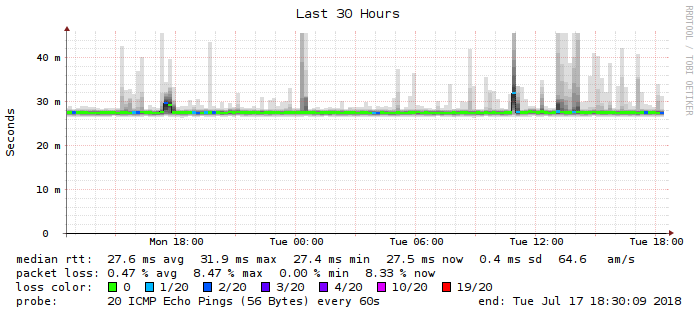 Last 30 Hours
RRDTOOL / TOBI OETIKER
Seconds
40 m
30 m
20 m
10 m
0
Mon 18:00 Tue 00:00 Tue 06:00 Tue 12:00 Tue 18:00
median rtt: 27.6 ms avg 31.9 ms max 27.4 ms min 27.5 ms now 0.4 ms sd 64.6 am/s
packet loss: 0.47 % avg 8.47 % max 0.00 % min 8.33 % now
loss color: 0 1/20 2/20 3/20 4/20 10/20 19/20
probe: 20 ICMP Echo Pings (56 Bytes) every 60s end: Tue Jul 17 18:30:09 2018